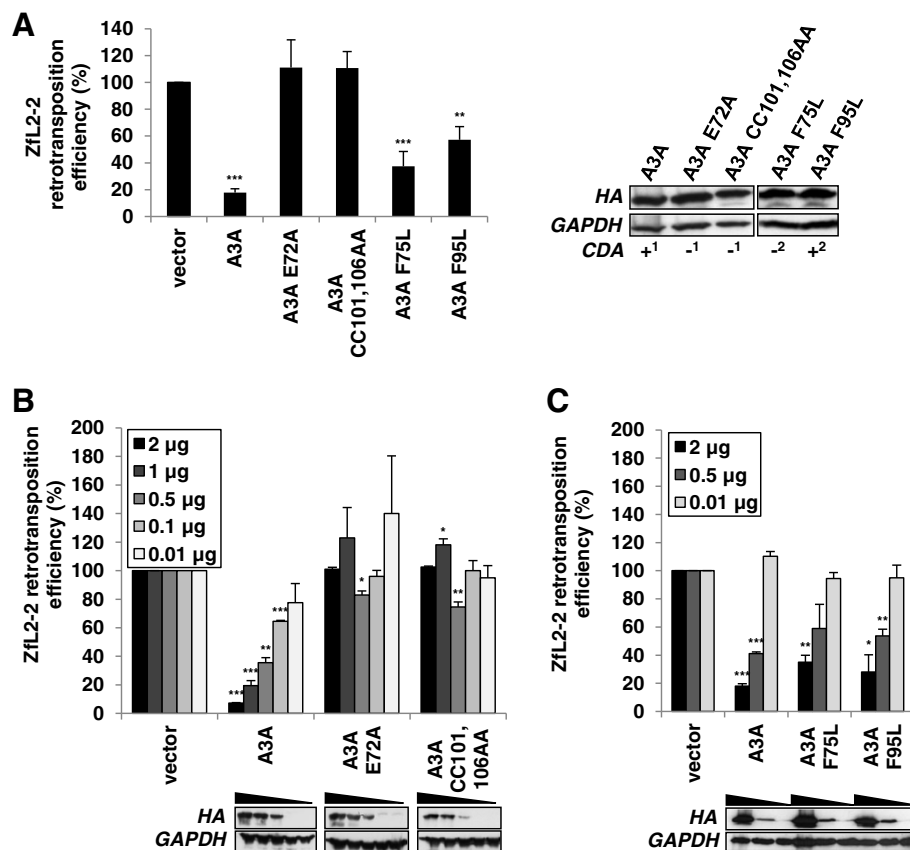 A
ZfL2-2
retrotransposition
efficiency (%)
140
120
100
80
60
40
20
0
***
***
**
vector
A3A
A3A E72A
A3A
CC101,106AA
A3A F75L
A3A F95L
A3A
A3A E72A
A3A CC101,106AA
A3A F75L
A3A F95L
HA
GAPDH
CDA
+1
-1
-1
-2
+2
B
ZfL2-2 retrotransposition
efficiency (%)
200
180
160
140
120
100
80
60
40
20
0
2 µg
1 µg
0.5 µg
0.1 µg
0.01 µg
***
***
**
***
*
*
**
vector
A3A
A3A
E72A
A3A
CC101,
106AA
HA
GAPDH
C
ZfL2-2 retrotransposition
efficiency (%)
200
180
160
140
120
100
80
60
40
20
0
2 µg
0.5 µg
0.01 µg
***
***
**
*
**
vector
A3A
A3A
F75L
A3A
F95L
HA
GAPDH